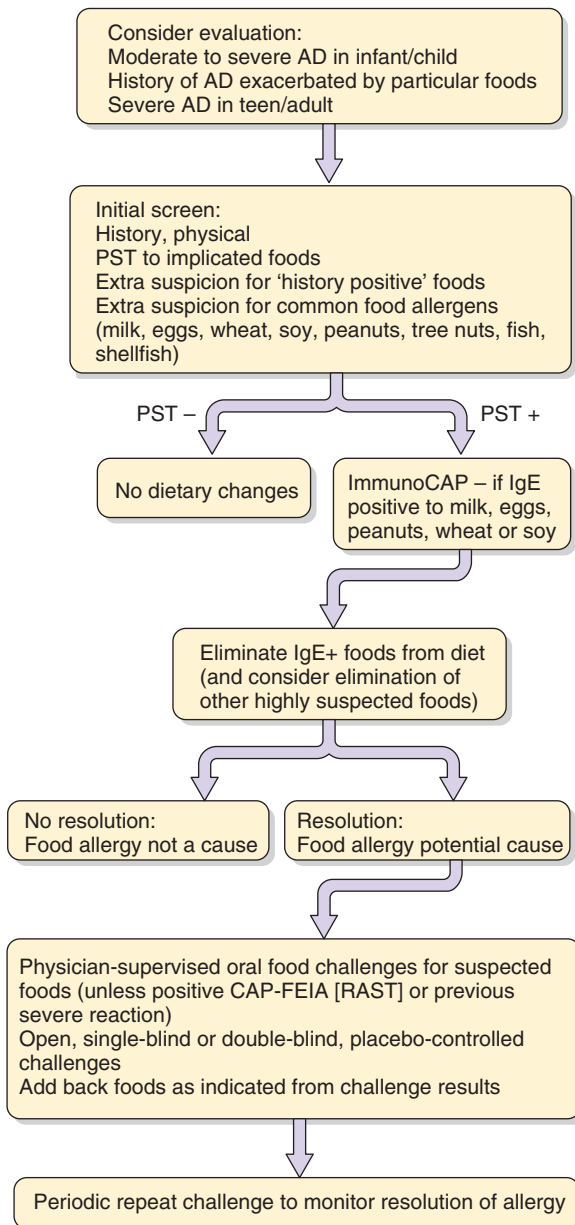 Consider evaluation:
Moderate to severe AD in infant/child
History of AD exacerbated by particular foods
Severe AD in teen/adult
Initial screen:
History, physical
PST to implicated foods
Extra suspicion for ‘history positive’ foods
Extra suspicion for common food allergens
(milk, eggs, wheat, soy, peanuts, tree nuts, fish,
shellfish)
PST –
PST +
No dietary changes
ImmunoCAP – if IgE
positive to milk, eggs,
peanuts, wheat or soy
Eliminate IgE+ foods from diet
(and consider elimination of
other highly suspected foods)
No resolution:
Food allergy not a cause
Resolution:
Food allergy potential cause
Physician-supervised oral food challenges for suspected
foods (unless positive CAP-FEIA [RAST] or previous
severe reaction)
Open, single-blind or double-blind, placebo-controlled
challenges
Add back foods as indicated from challenge results
Periodic repeat challenge to monitor resolution of allergy